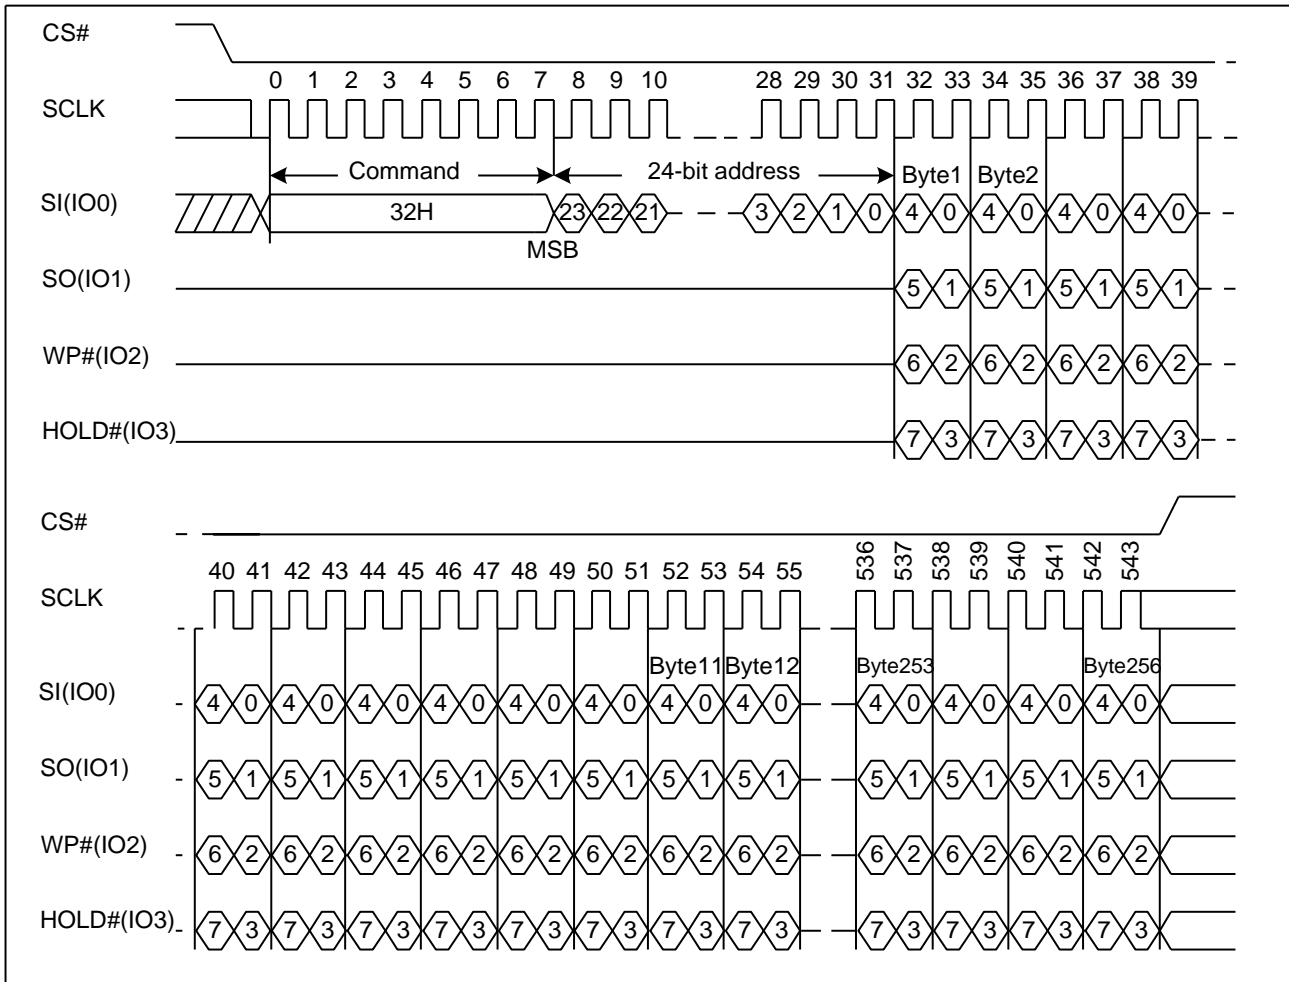 CS#
0 1 2 3 4 5 6 7 8 9 10 28 29 30 31 32 33 34 35 36 37 38 39
SCLK
Command 24-bit address Byte1 Byte2
SI(IO0) 32H 23 22 21 3 2 1 0 4 0 4 0 4 0 4 0
MSB
SO(IO1) 5 1 5 1 5 1 5 1
WP#(IO2) 6 2 6 2 6 2 6 2
HOLD#(IO3) 7 3 7 3 7 3 7 3
CS#
40 41 42 43 44 45 46 47 48 49 50 51 52 53 54 55 536 537 538 539 540 541 542 543
SCLK
Byte11 Byte12 Byte253 Byte256
SI(IO0) 4 0 4 0 4 0 4 0 4 0 4 0 4 0 4 0 4 0 4 0 4 0 4 0
SO(IO1) 5 1 5 1 5 1 5 1 5 1 5 1 5 1 5 1 5 1 5 1 5 1 5 1
WP#(IO2) 6 2 6 2 6 2 6 2 6 2 6 2 6 2 6 2 6 2 6 2 6 2 6 2
HOLD#(IO3) 7 3 7 3 7 3 7 3 7 3 7 3 7 3 7 3 7 3 7 3 7 3 7 3